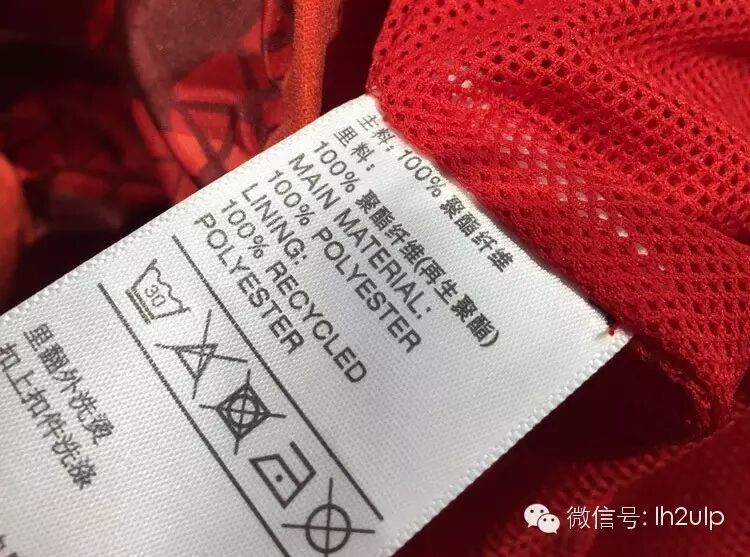 主料: 100% 聚酯纤维
里料:
100% 聚酯纤维(再生聚酯)
MAIN MATERIAL:
100% POLYESTER
LINING:
100% RECYCLED
POLYESTER
30
里翻外洗烫
扣上扣件洗涤
微信号: lh2ulp